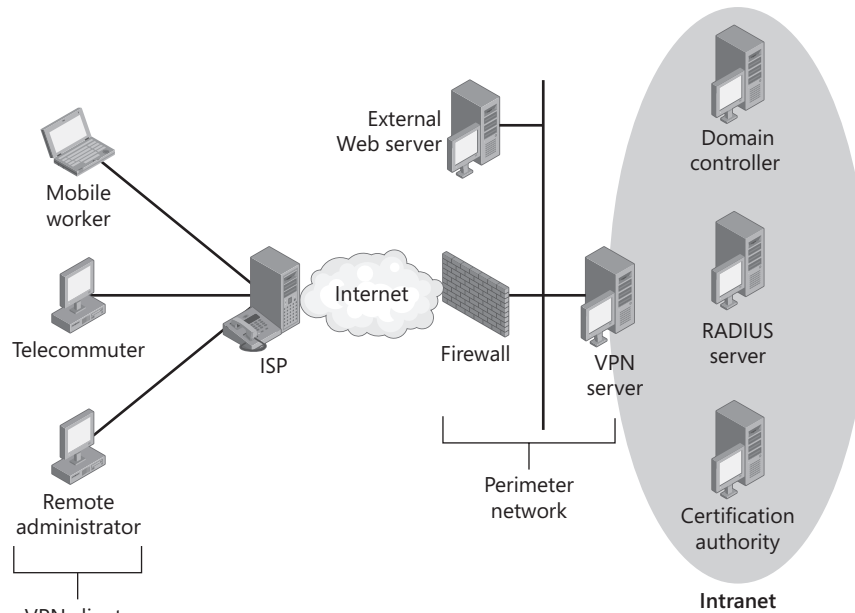 External
Web server
Domain
controller
Mobile
worker
Internet
Telecommuter
ISP
Firewall
VPN
server
RADIUS
server
Remote
administrator
Perimeter
network
Certification
authority
Intranet